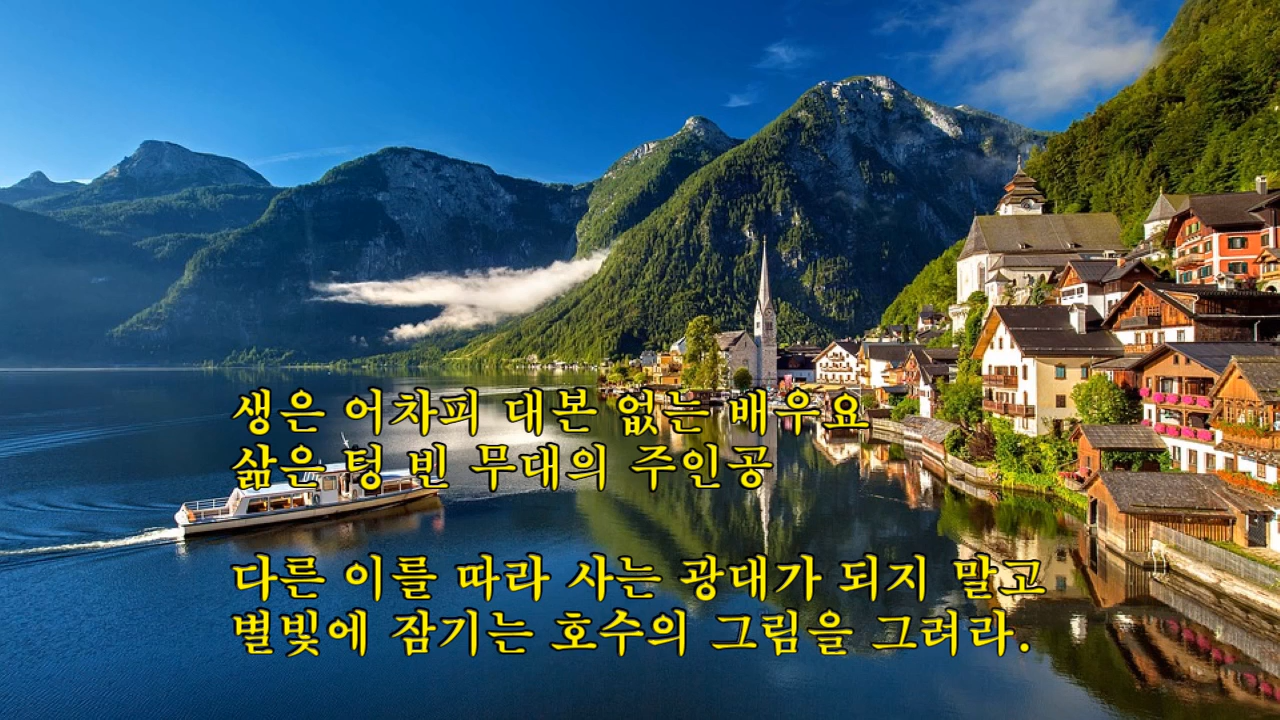 생은 어차피 대본 없는 배우요
삶은 텅 빈 무대의 주인공
다른 이를 따라 사는 광대가 되지 말고
별빛에 잠기는 호수의 그림을 그려라.